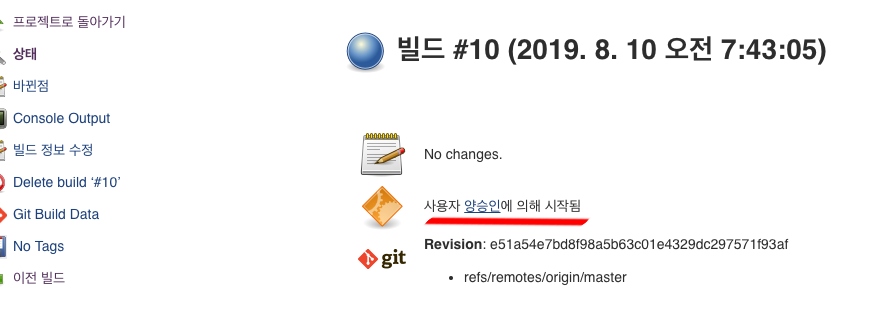 프로젝트로 돌아가기
상태
바뀐점
Console Output
빌드 정보 수정
Delete build ‘#10’
Git Build Data
No Tags
이전 빌드
빌드 #10 (2019. 8. 10 오전 7:43:05)
No changes.
사용자 양승인에 의해 시작됨
git
Revision: e51a54e7bd8f98a5b63c01e4329dc297571f93af
• refs/remotes/origin/master